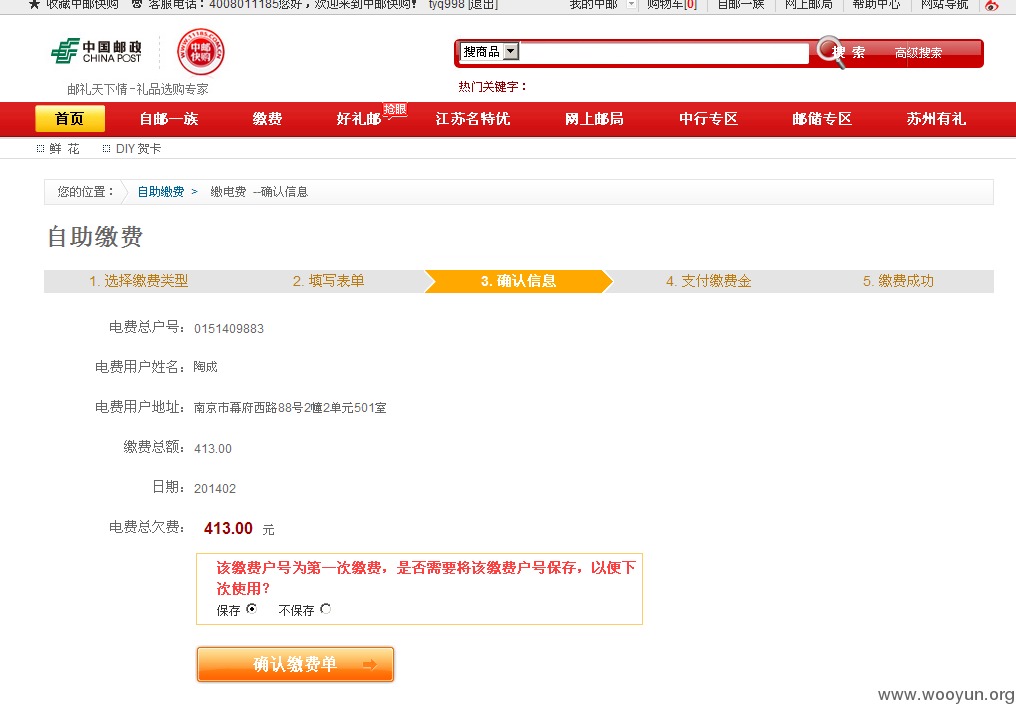 ★ 收藏中邮快购 ☎ 客服电话：4008011185您好，欢迎来到中邮快购! tyq998 [退出] 我的中邮 购物车[0] 自邮一族 网上邮局 帮助中心 网站导航
中国邮政
CHINA POST
WWW.11185.CN
中邮
快购
搜商品
搜 索
高级搜索
邮礼天下情-礼品选购专家
热门关键字：
首页 自邮一族 缴费 好礼邮 抢眼 江苏名特优 网上邮局 中行专区 邮储专区 苏州有礼
鲜 花 DIY 贺卡
您的位置： 自助缴费 > 缴电费 --确认信息
自助缴费
1. 选择缴费类型 2. 填写表单 3. 确认信息 4. 支付缴费金 5. 缴费成功
电费总户号： 0151409883
电费用户姓名： 陶成
电费用户地址： 南京市幕府西路88号2幢2单元501室
缴费总额： 413.00
日期： 201402
电费总欠费： 413.00 元
该缴费户号为第一次缴费，是否需要将该缴费户号保存，以便下
次使用?
保存 不保存
确认缴费单
www.wooyun.org